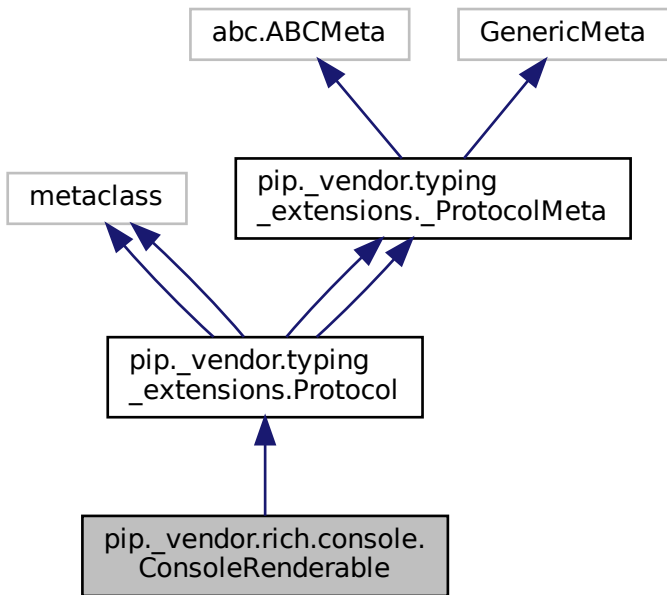 abc.ABCMeta
GenericMeta
metaclass
pip._vendor.typing
_extensions._ProtocolMeta
pip._vendor.typing
_extensions.Protocol
pip._vendor.rich.console.
ConsoleRenderable